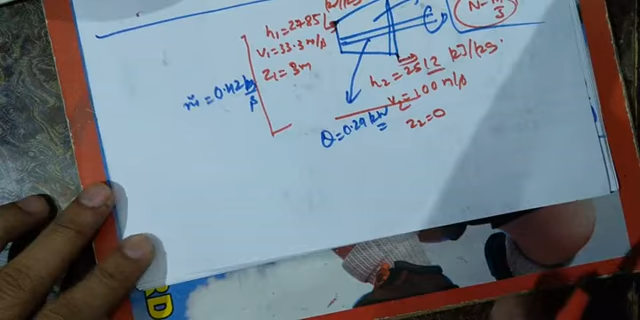 h₁=2785
V₁=33.3 m/s
Z₁=3m
ṁ=0.42 kg/s
h₂=2512 kJ/kg.
V₂=100 m/s
Z₂=0
Q=0.29 kW
N-m/s
RD